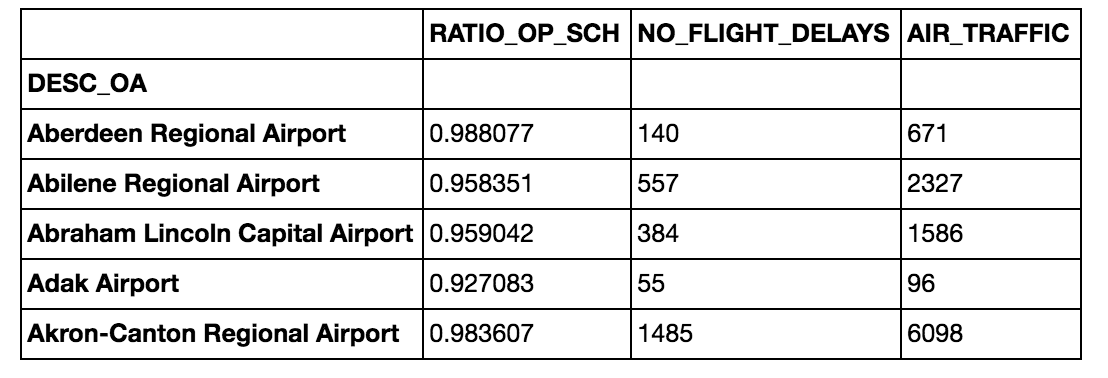 RATIO_OP_SCH NO_FLIGHT_DELAYS AIR_TRAFFIC
DESC_OA
Aberdeen Regional Airport 0.988077 140 671
Abilene Regional Airport 0.958351 557 2327
Abraham Lincoln Capital Airport 0.959042 384 1586
Adak Airport 0.927083 55 96
Akron-Canton Regional Airport 0.983607 1485 6098